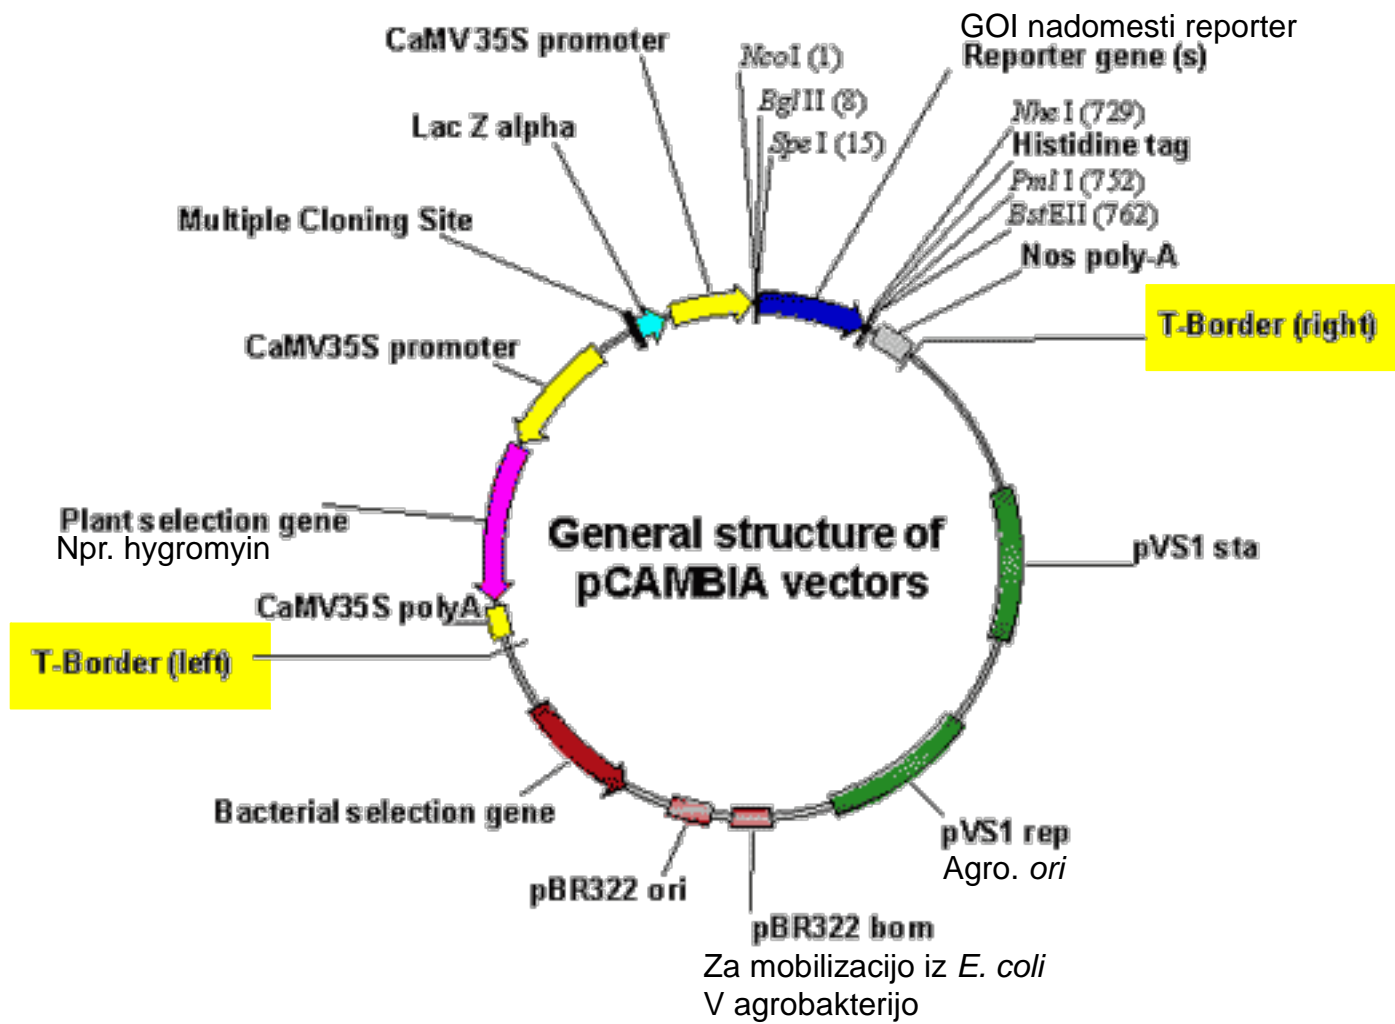 GOI nadomesti reporter
CaMV35S promoter
Reporter gene (s)
NcoI (1)
BglII (8)
SpeI (15)
NheI (729)
Histidine tag
PmlI (752)
BstEII (762)
Nos poly-A
Lac Z alpha
Multiple Cloning Site
T-Border (right)
CaMV35S promoter
Plant selection gene
Npr. hygromyin
General structure of
pCAMBIA vectors
pVS1 sta
CaMV35S polyA
T-Border (left)
Bacterial selection gene
pVS1 rep
Agro. ori
pBR322 ori
pBR322 bom
Za mobilizacijo iz E. coli
V agrobakterijo